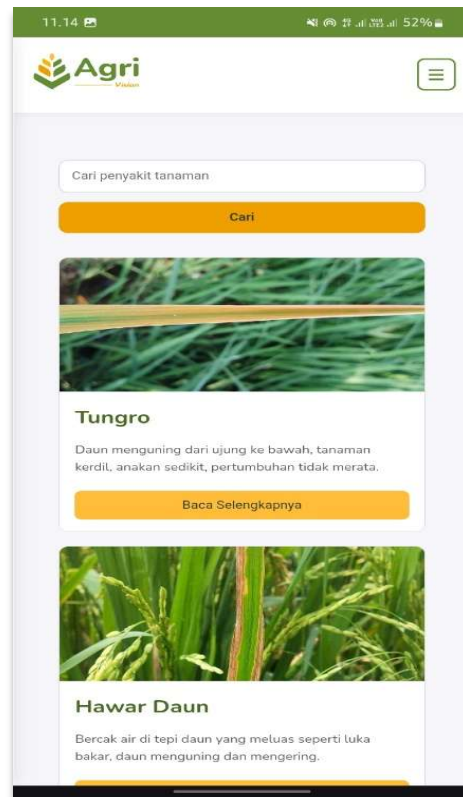 11.14
52%
Agri
Vision
Cari penyakit tanaman
Cari
Tungro
Daun menguning dari ujung ke bawah, tanaman
kerdil, anakan sedikit, pertumbuhan tidak merata.
Baca Selengkapnya
Hawar Daun
Bercak air di tepi daun yang meluas seperti luka
bakar, daun menguning dan mengering.